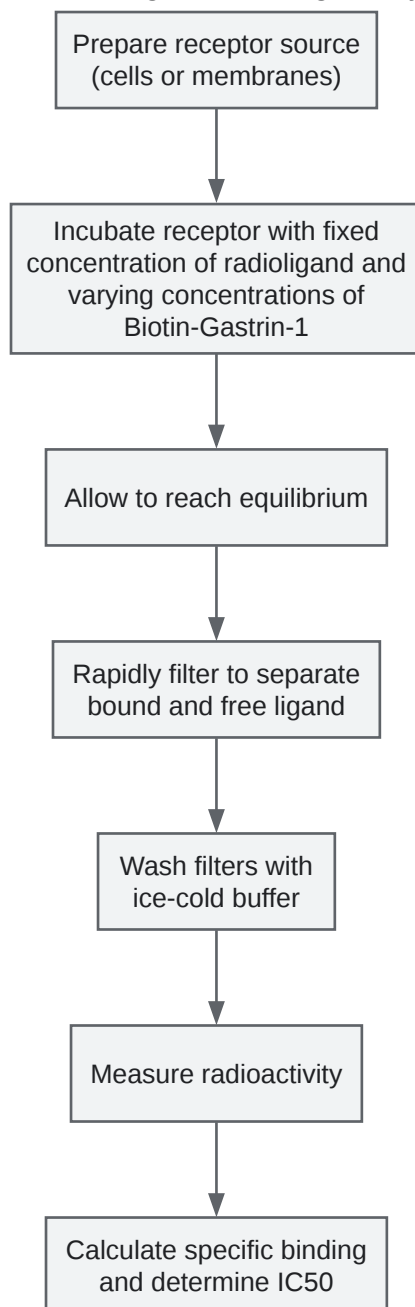 Prepare receptor source
(cells or membranes)
Incubate receptor with fixed
concentration of radioligand and
varying concentrations of
Biotin-Gastrin-1
Allow to reach equilibrium
Rapidly filter to separate
bound and free ligand
Wash filters with
ice-cold buffer
Measure radioactivity
Calculate specific binding
and determine IC50